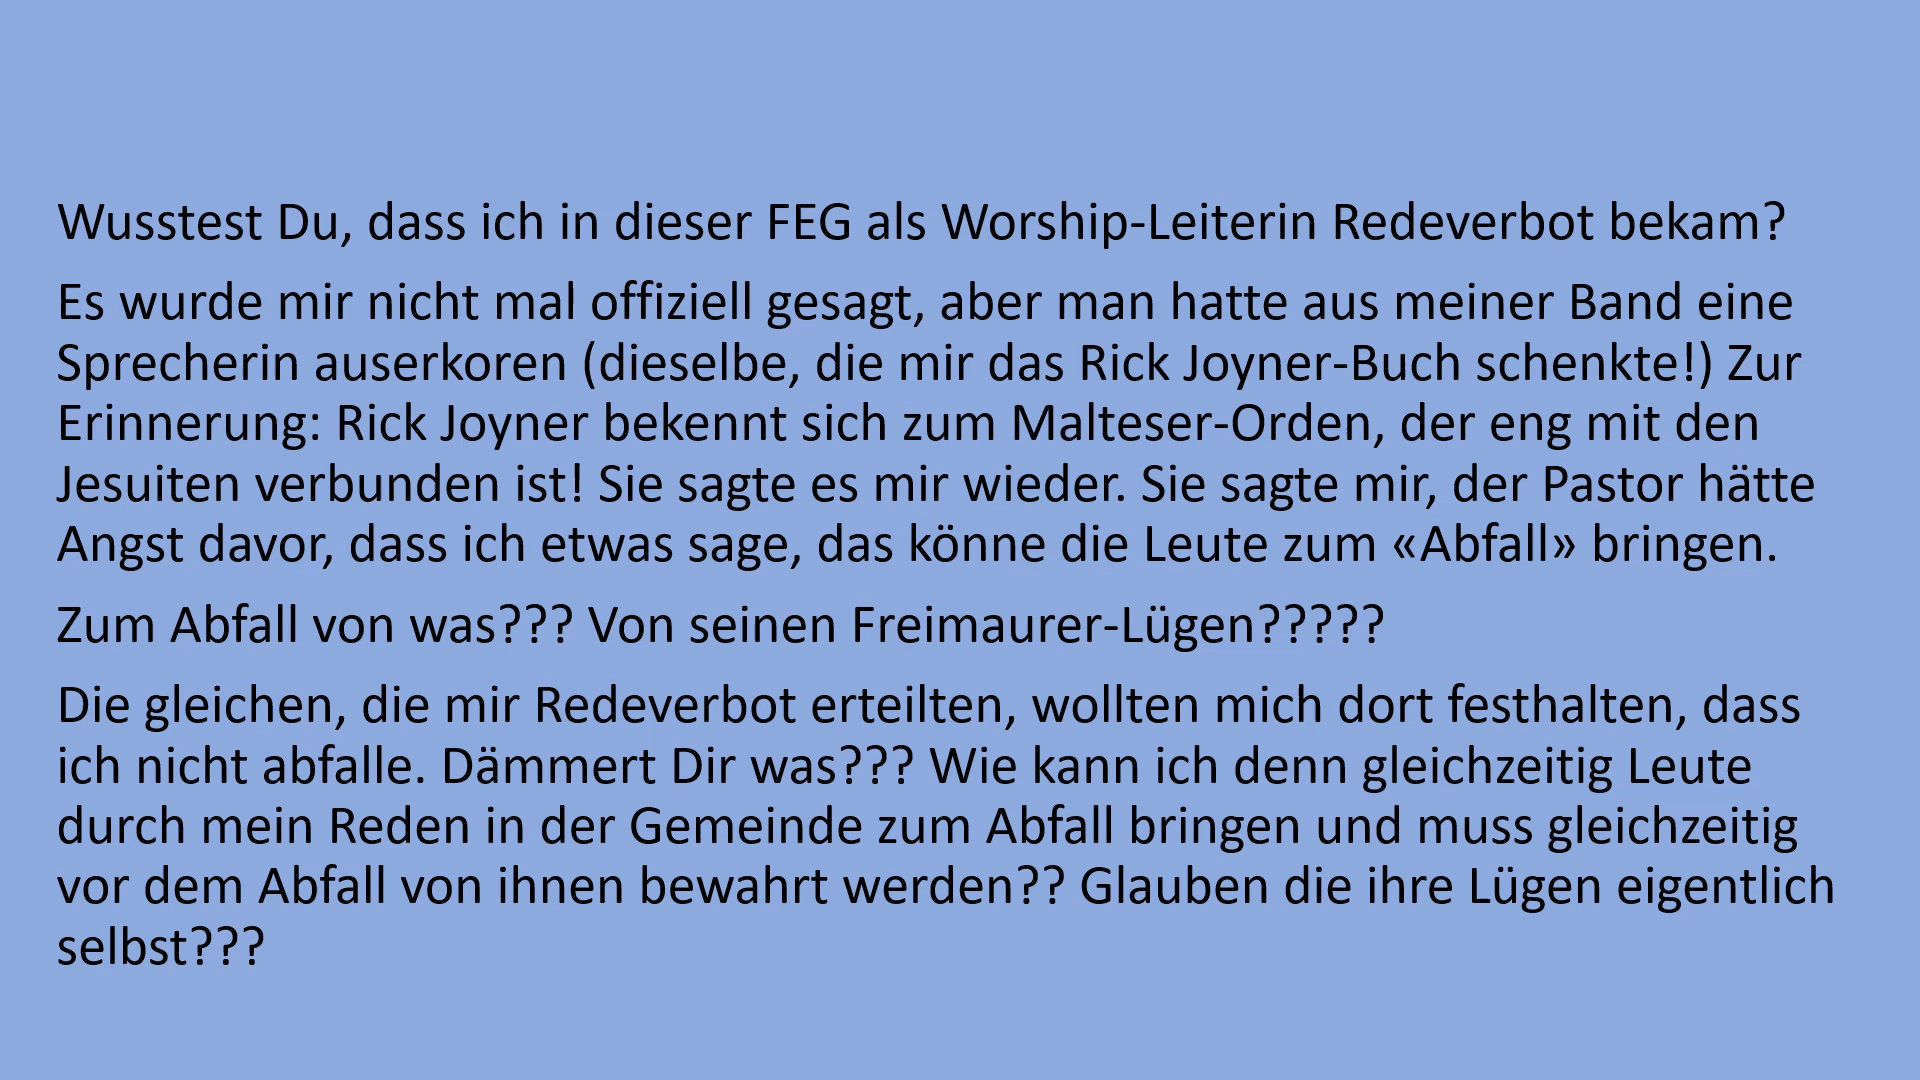 Wusstest Du, dass ich in dieser FEG als Worship-Leiterin Redeverbot bekam?
Es wurde mir nicht mal offiziell gesagt, aber man hatte aus meiner Band eine
Sprecherin auserkoren (dieselbe, die mir das Rick Joyner-Buch schenkte!) Zur
Erinnerung: Rick Joyner bekennt sich zum Malteser-Orden, der eng mit den
Jesuiten verbunden ist! Sie sagte es mir wieder. Sie sagte mir, der Pastor hätte
Angst davor, dass ich etwas sage, das könne die Leute zum «Abfall» bringen.
Zum Abfall von was??? Von seinen Freimaurer-Lügen?????
Die gleichen, die mir Redeverbot erteilten, wollten mich dort festhalten, dass
ich nicht abfalle. Dämmert Dir was??? Wie kann ich denn gleichzeitig Leute
durch mein Reden in der Gemeinde zum Abfall bringen und muss gleichzeitig
vor dem Abfall von ihnen bewahrt werden?? Glauben die ihre Lügen eigentlich
selbst???